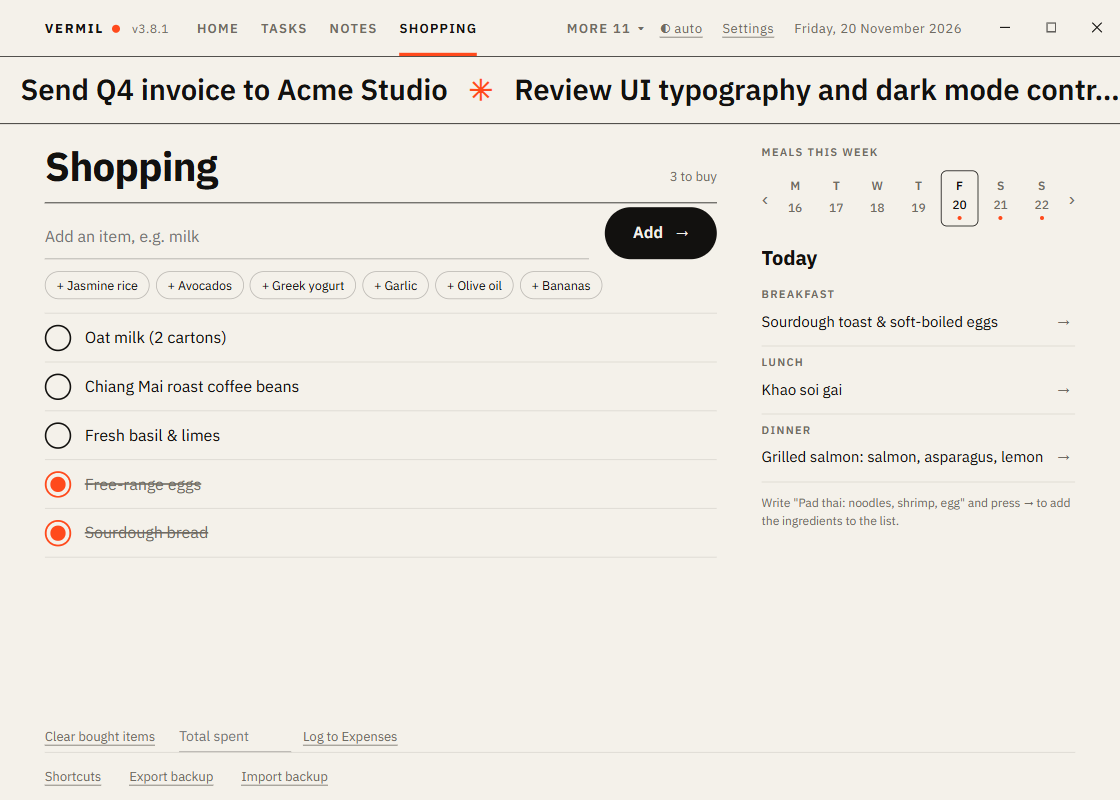 VERMIL v3.8.1 HOME TASKS NOTES SHOPPING MORE 11 auto Settings Friday, 20 November 2026
Send Q4 invoice to Acme Studio ✳ Review UI typography and dark mode contr...
Shopping
3 to buy
Add an item, e.g. milk
Add →
+ Jasmine rice + Avocados + Greek yogurt + Garlic + Olive oil + Bananas
Oat milk (2 cartons)
Chiang Mai roast coffee beans
Fresh basil & limes
Free-range eggs
Sourdough bread
MEALS THIS WEEK
M T W T F S S
‹ 16 17 18 19 20 21 22 ›
Today
BREAKFAST
Sourdough toast & soft-boiled eggs →
LUNCH
Khao soi gai →
DINNER
Grilled salmon: salmon, asparagus, lemon →
Write "Pad thai: noodles, shrimp, egg" and press → to add
the ingredients to the list.
Clear bought items Total spent Log to Expenses
Shortcuts Export backup Import backup